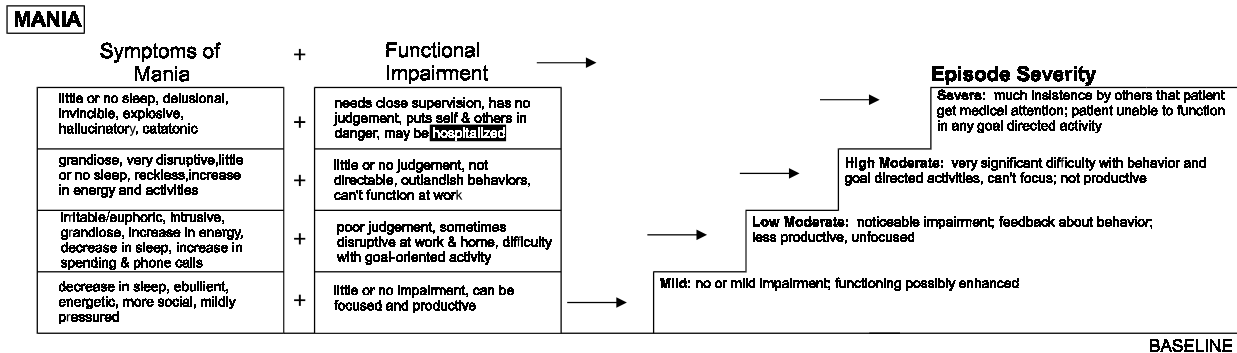 MANIA
Symptoms of
Mania
+
Functional
Impairment
Episode Severity
little or no sleep, delusional,
invincible, explosive,
hallucinatory, catatonic
+
needs close supervision, has no
judgement, puts self & others in
danger, may be hospitalized
Severe: much insistence by others that patient
get medical attention; patient unable to function
in any goal directed activity
grandiose, very disruptive,little
or no sleep, reckless,increase
in energy and activities
+
little or no judgement, not
directable, outlandish behaviors,
can't function at work
High Moderate: very significant difficulty with behavior and
goal directed activities, can't focus; not productive
irritable/euphoric, intrusive,
grandiose, increase in energy,
decrease in sleep, increase in
spending & phone calls
+
poor judgement, sometimes
disruptive at work & home, difficulty
with goal-oriented activity
Low Moderate: noticeable impairment; feedback about behavior;
less productive, unfocused
decrease in sleep, ebullient,
energetic, more social, mildly
pressured
+
little or no impairment, can be
focused and productive
Mild: no or mild impairment; functioning possibly enhanced
BASELINE